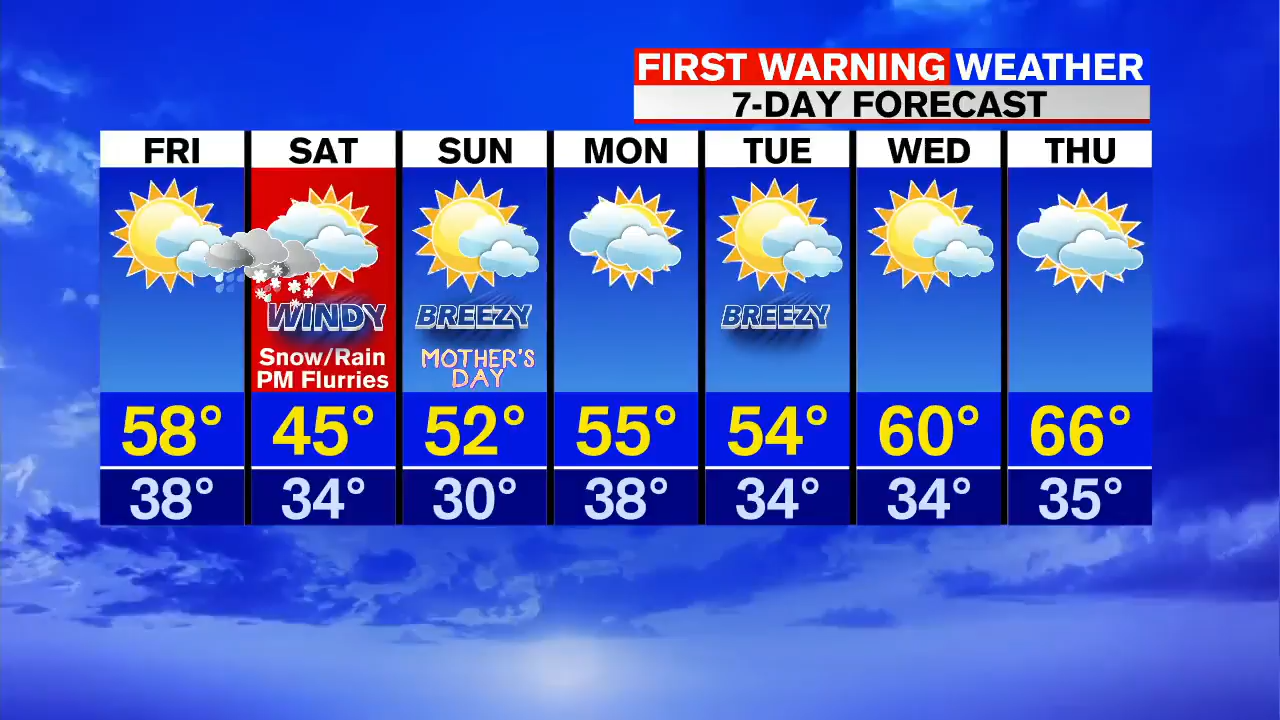 FIRST WARNING WEATHER
7-DAY FORECAST
FRI SAT SUN MON TUE WED THU
WINDY BREEZY BREEZY
Snow/Rain MOTHER'S
PM Flurries DAY
58° 45° 52° 55° 54° 60° 66°
38° 34° 30° 38° 34° 34° 35°